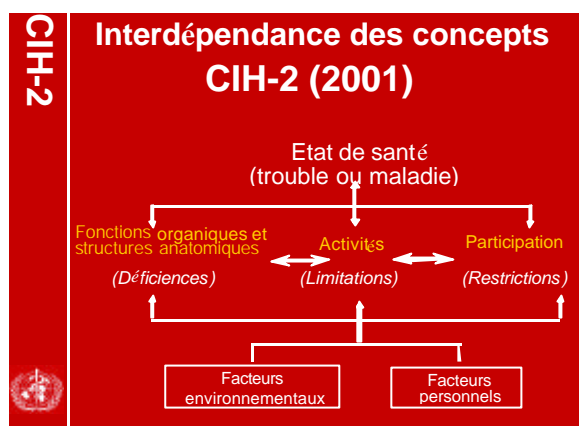 CIH-2
Interdépendance des concepts
CIH-2 (2001)
Etat de santé
(trouble ou maladie)
Fonctions organiques et
structures anatomiques
Activités
Participation
(Déficiences)
(Limitations)
(Restrictions)
Facteurs
environnementaux
Facteurs
personnels